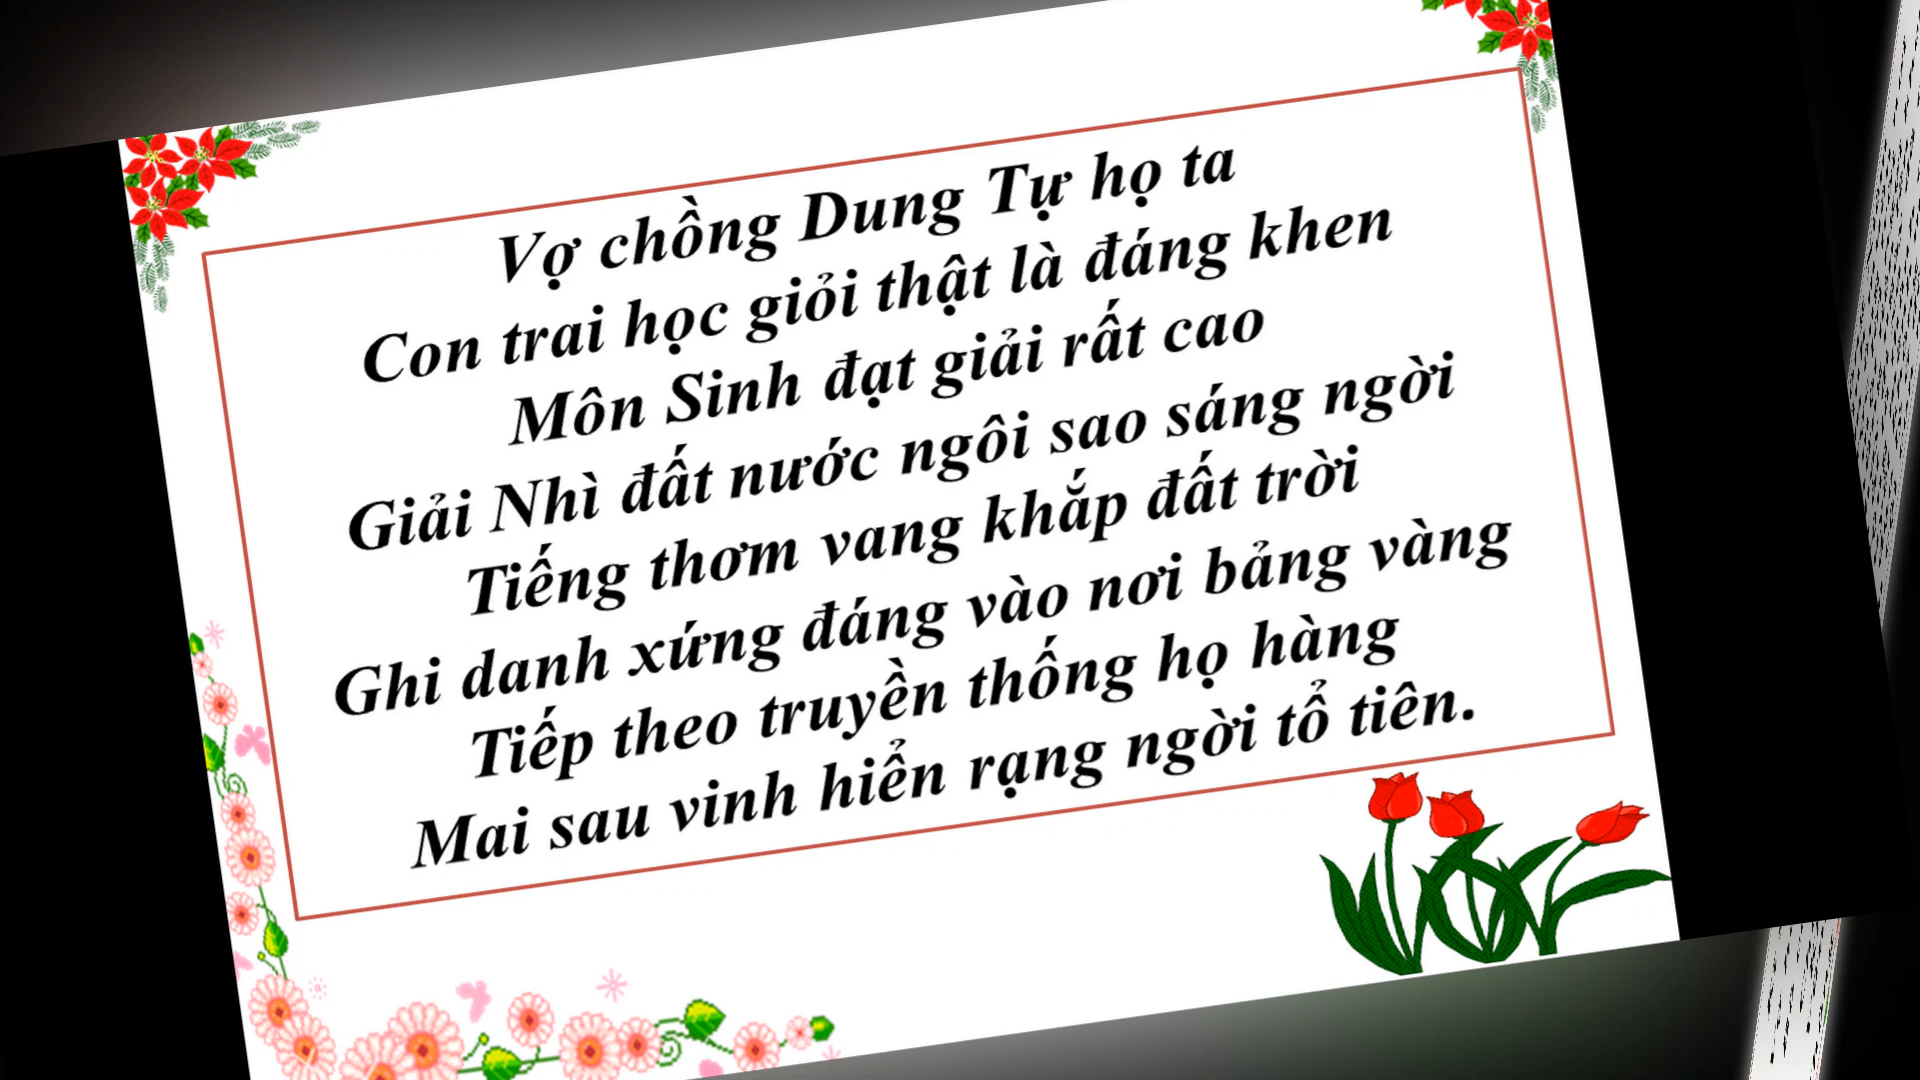 Vợ chồng Dung Tự họ ta
Con trai học giỏi thật là đáng khen
Môn Sinh đạt giải rất cao
Giải Nhì đất nước ngôi sao sáng ngời
Tiếng thơm vang khắp đất trời
Ghi danh xứng đáng vào nơi bảng vàng
Tiếp theo truyền thống họ hàng
Mai sau vinh hiển rạng ngời tổ tiên.